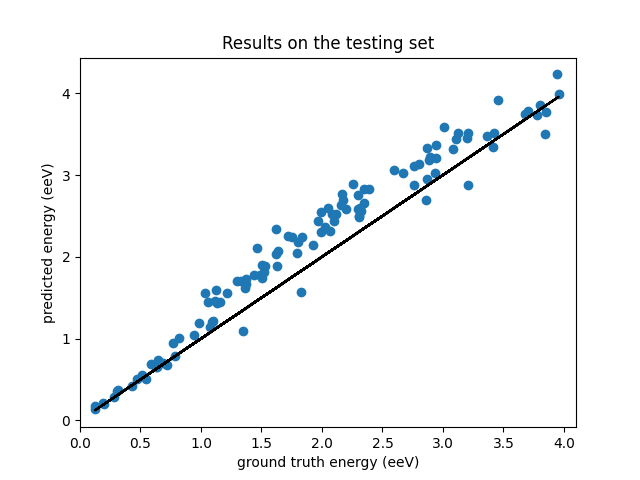 Results on the testing set
predicted energy (eeV)
4
3
2
1
0
0.0 0.5 1.0 1.5 2.0 2.5 3.0 3.5 4.0
ground truth energy (eeV)